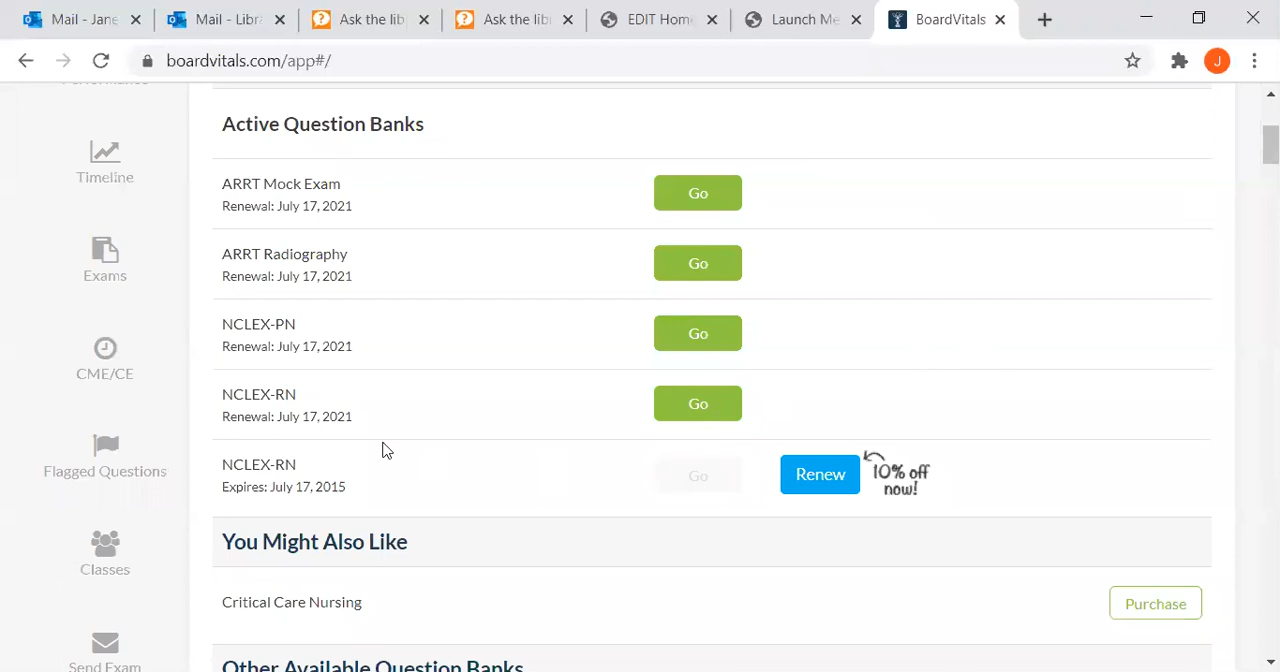 Mail - Jane
Mail - Libra
Ask the lib
Ask the lib
EDIT Home
Launch Me
BoardVitals
boardvitals.com/app#/
J
Performance
Timeline
Exams
CME/CE
Flagged Questions
Classes
Send Exam
Active Question Banks
ARRT Mock Exam
Renewal: July 17, 2021
Go
ARRT Radiography
Renewal: July 17, 2021
Go
NCLEX-PN
Renewal: July 17, 2021
Go
NCLEX-RN
Renewal: July 17, 2021
Go
NCLEX-RN
Expires: July 17, 2015
Go
Renew
10% off
now!
You Might Also Like
Critical Care Nursing
Purchase
Other Available Question Banks